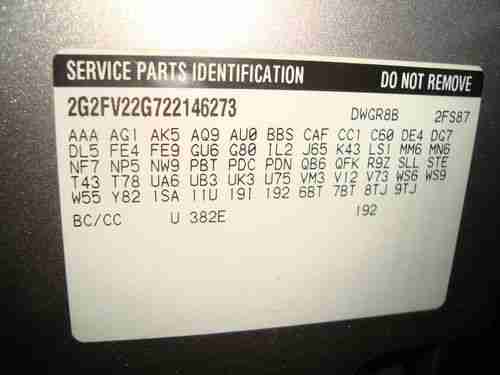 SERVICE PARTS IDENTIFICATION DO NOT REMOVE
2G2FV22G722146273 DWGR8B 2FS87
AAA AG1 AK5 AQ9 AU0 BBS CAF CC1 C60 DE4 DG7
DL5 FE4 FE9 GU6 G80 IL2 J65 K43 LS1 MM6 MN6
NF7 NP5 NW9 PBT PDC PDN QB6 QFK R9Z SLL STE
T43 T78 UA6 UB3 UK3 U75 VM3 V12 V73 WS6 WS9
W55 Y82 1SA 11U 19I 192 6BT 7BT 8TJ 9TJ
BC/CC U 382E 192